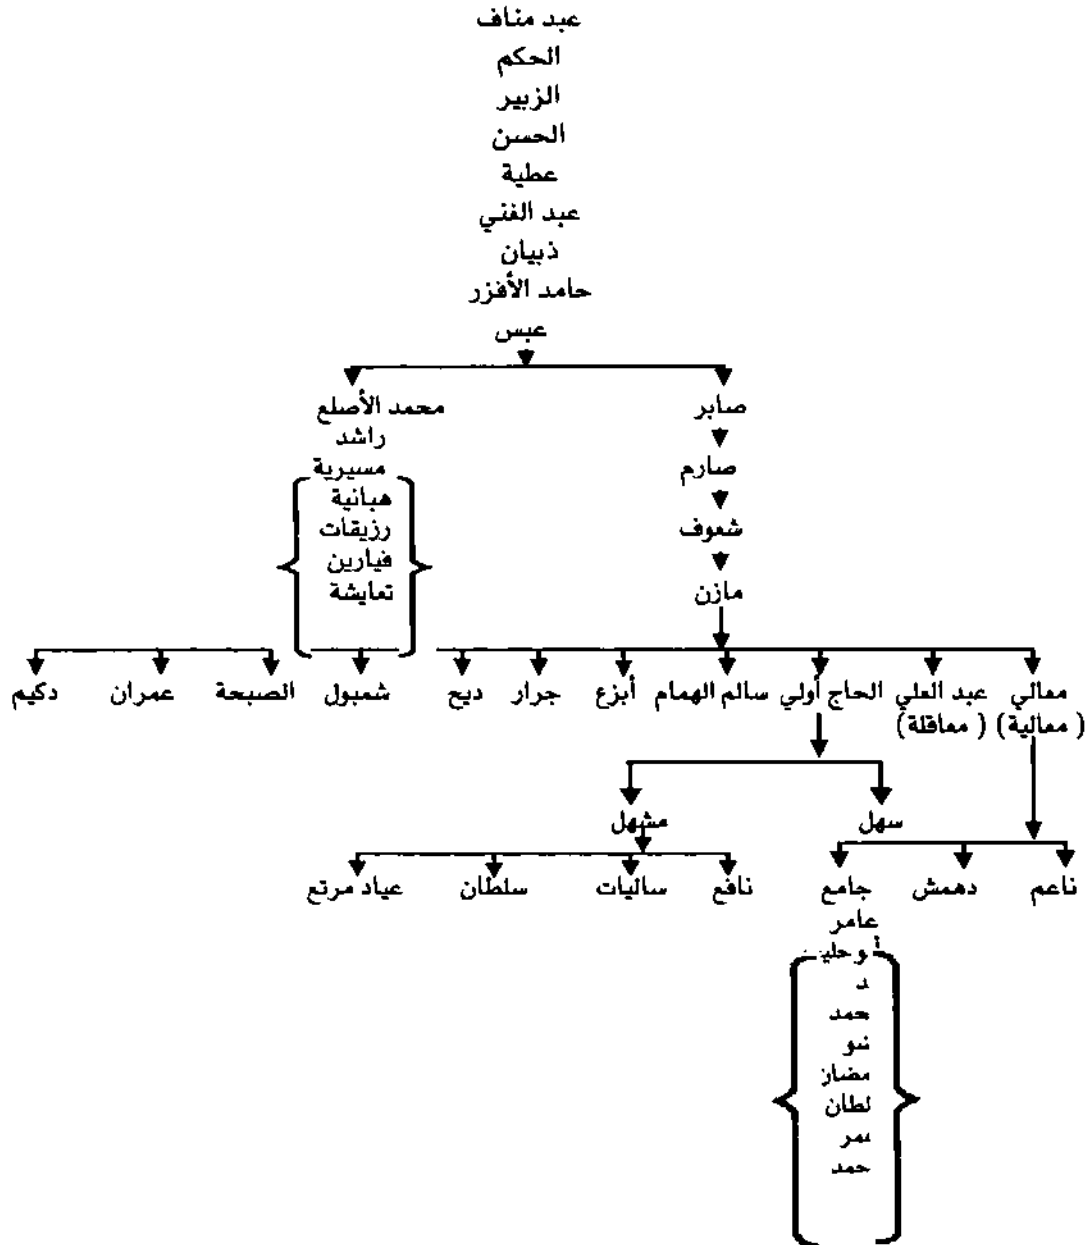 عبد مناف
الحكم
الزبير
الحسن
عطية
عبد الغني
ذبيان
حامد الأفزر
عبس
صابر
محمد الأصلع
راشد
صارم
مسيرية
هبانية
رزيقات
شعوف
فيارين
تعايشة
مازن
معالي عبد العلي الحاج أولي سالم الهمام أبزع جرار ديح شمبول الصبحة عمران دكيم
( معالية) ( معاقلة)
سهل مشهل
ناعم دهمش جامع نافع ساليات سلطان عياد مرتع
عامر
د
حمد
مضان
لطان
حمد